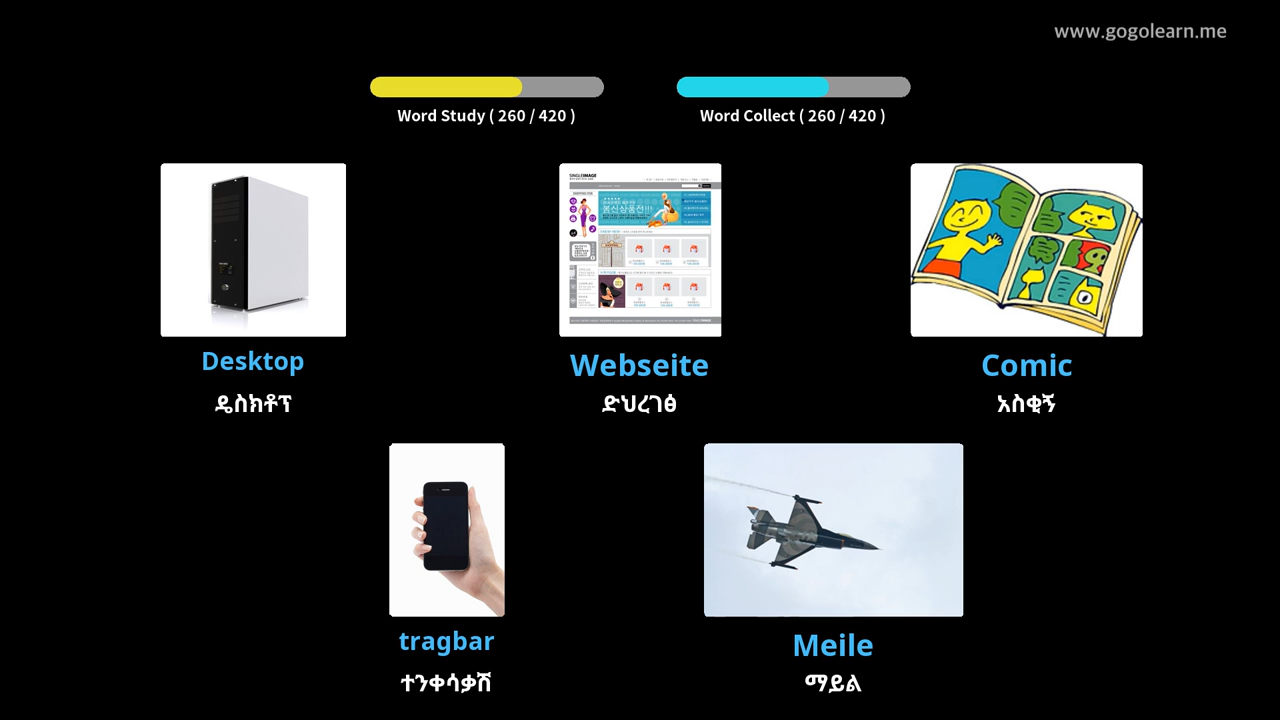 www.gogolearn.me
Word Study ( 260 / 420 )
Word Collect ( 260 / 420 )
Desktop
Webseite
Comic
ዴስክቶፕ
ድህረገፅ
አስቂኝ
tragbar
Meile
ተንቀሳቃሽ
ማይል